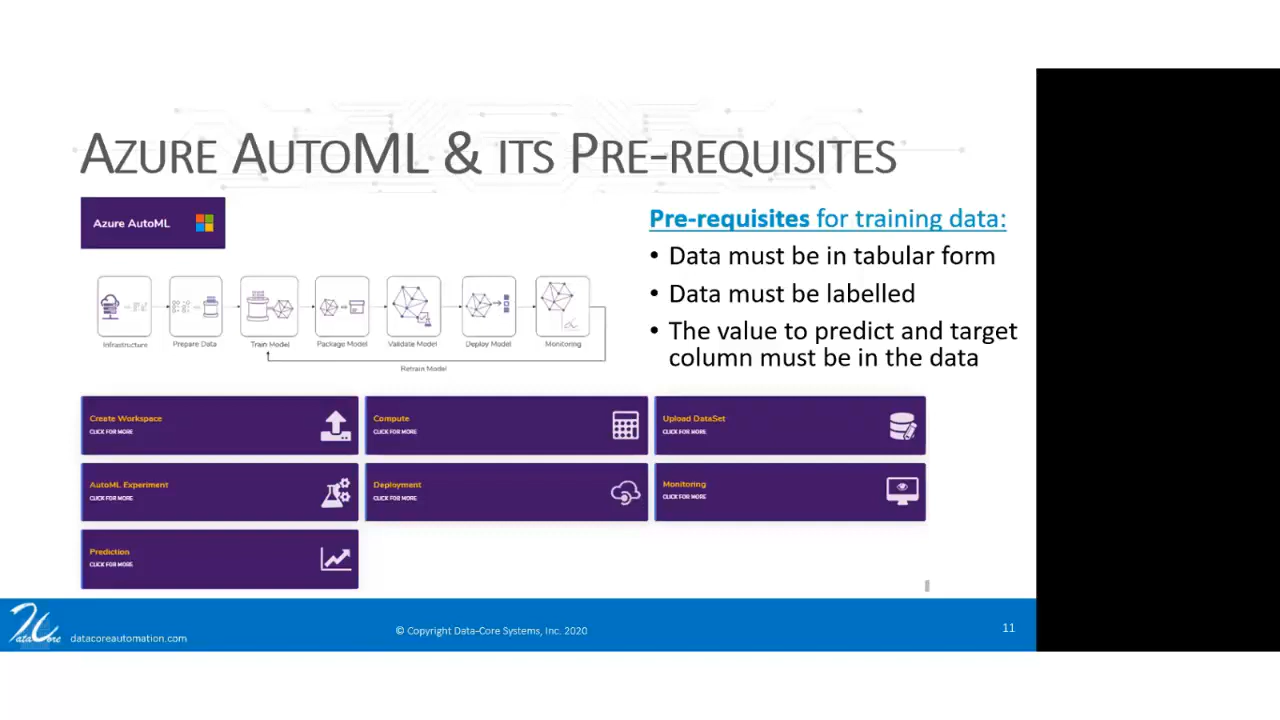 AZURE AUTOML & ITS PRE-REQUISITES
Azure AutoML
Infrastructure
Prepare Data
Train Model
Package Model
Validate Model
Deploy Model
Monitoring
Retrain Model
Pre-requisites for training data:
• Data must be in tabular form
• Data must be labelled
• The value to predict and target
column must be in the data
Create Workspace
CLICK FOR MORE
Compute
CLICK FOR MORE
Upload DataSet
CLICK FOR MORE
AutoML Experiment
CLICK FOR MORE
Deployment
CLICK FOR MORE
Monitoring
CLICK FOR MORE
Prediction
CLICK FOR MORE
Data Core
datacoreautomation.com
© Copyright Data-Core Systems, Inc. 2020
11